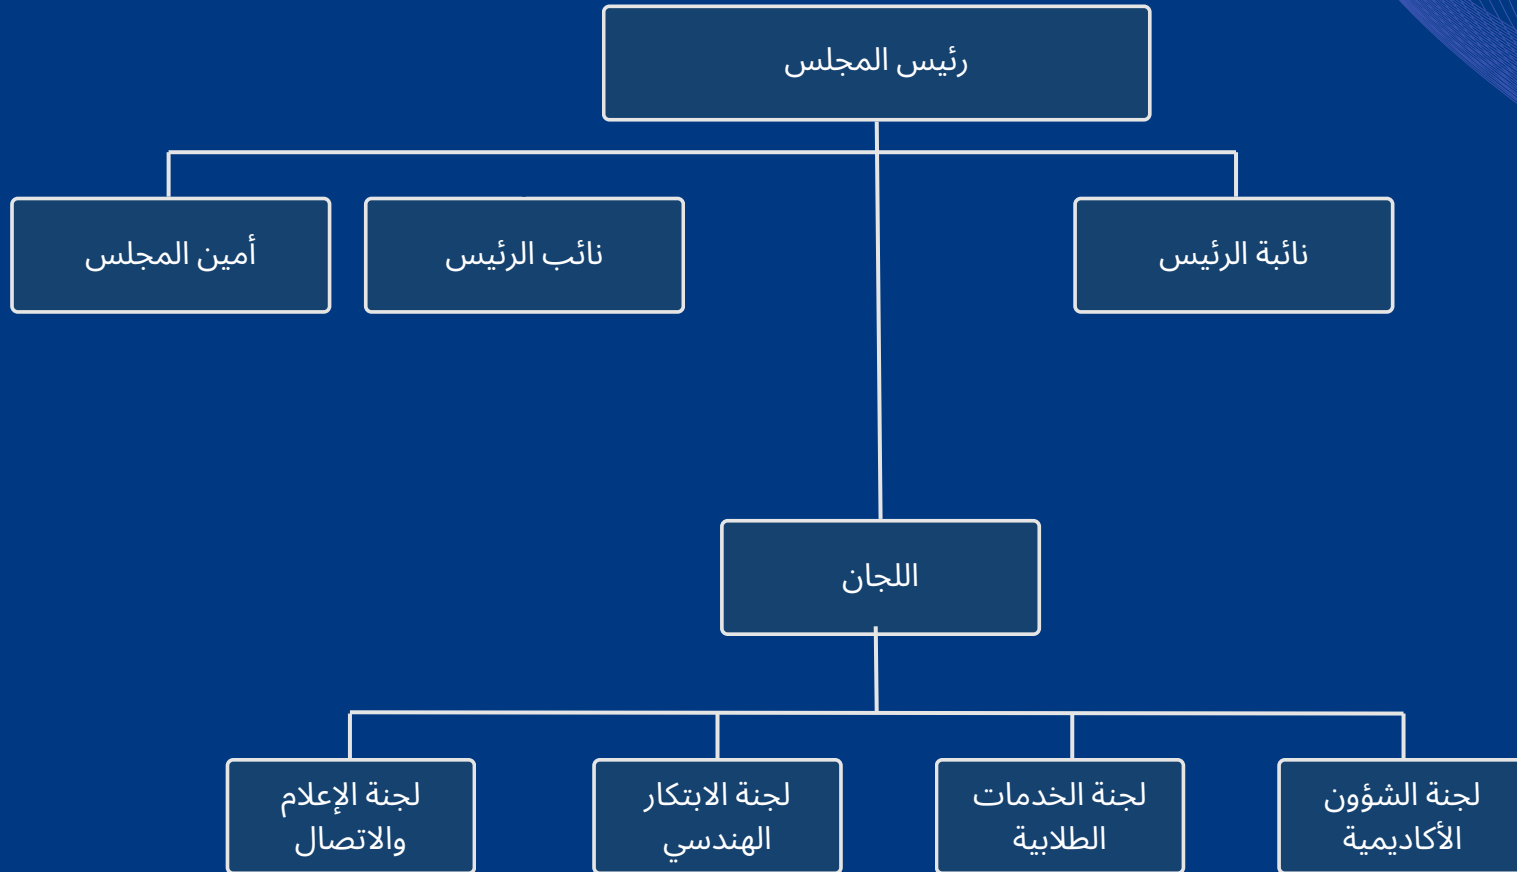 رئيس المجلس
نائبة الرئيس
نائب الرئيس
أمين المجلس
اللجان
لجنة الشؤون
الأكاديمية
لجنة الخدمات
الطلابية
لجنة الابتكار
الهندسي
لجنة الإعلام
والاتصال